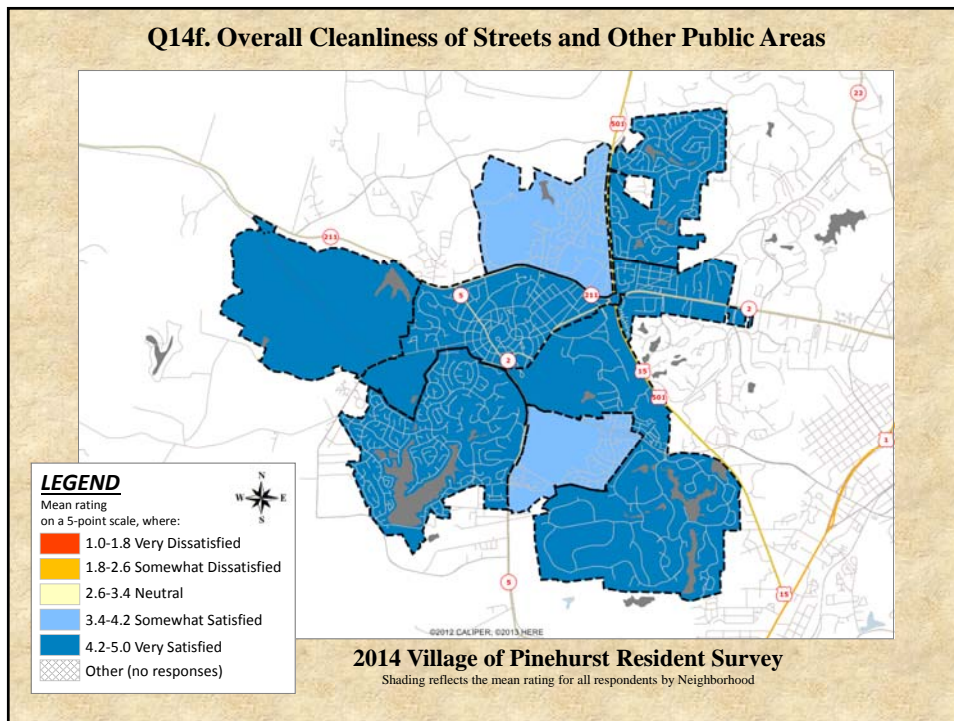 Q14f. Overall Cleanliness of Streets and Other Public Areas
22
501
211
5
211
2
2
15
501
1
5
15
LEGEND
Mean rating
on a 5-point scale, where:
N
W E
S
1.0-1.8 Very Dissatisfied
1.8-2.6 Somewhat Dissatisfied
2.6-3.4 Neutral
3.4-4.2 Somewhat Satisfied
4.2-5.0 Very Satisfied
Other (no responses)
©2012 CALIPER, ©2013 HERE
2014 Village of Pinehurst Resident Survey
Shading reflects the mean rating for all respondents by Neighborhood